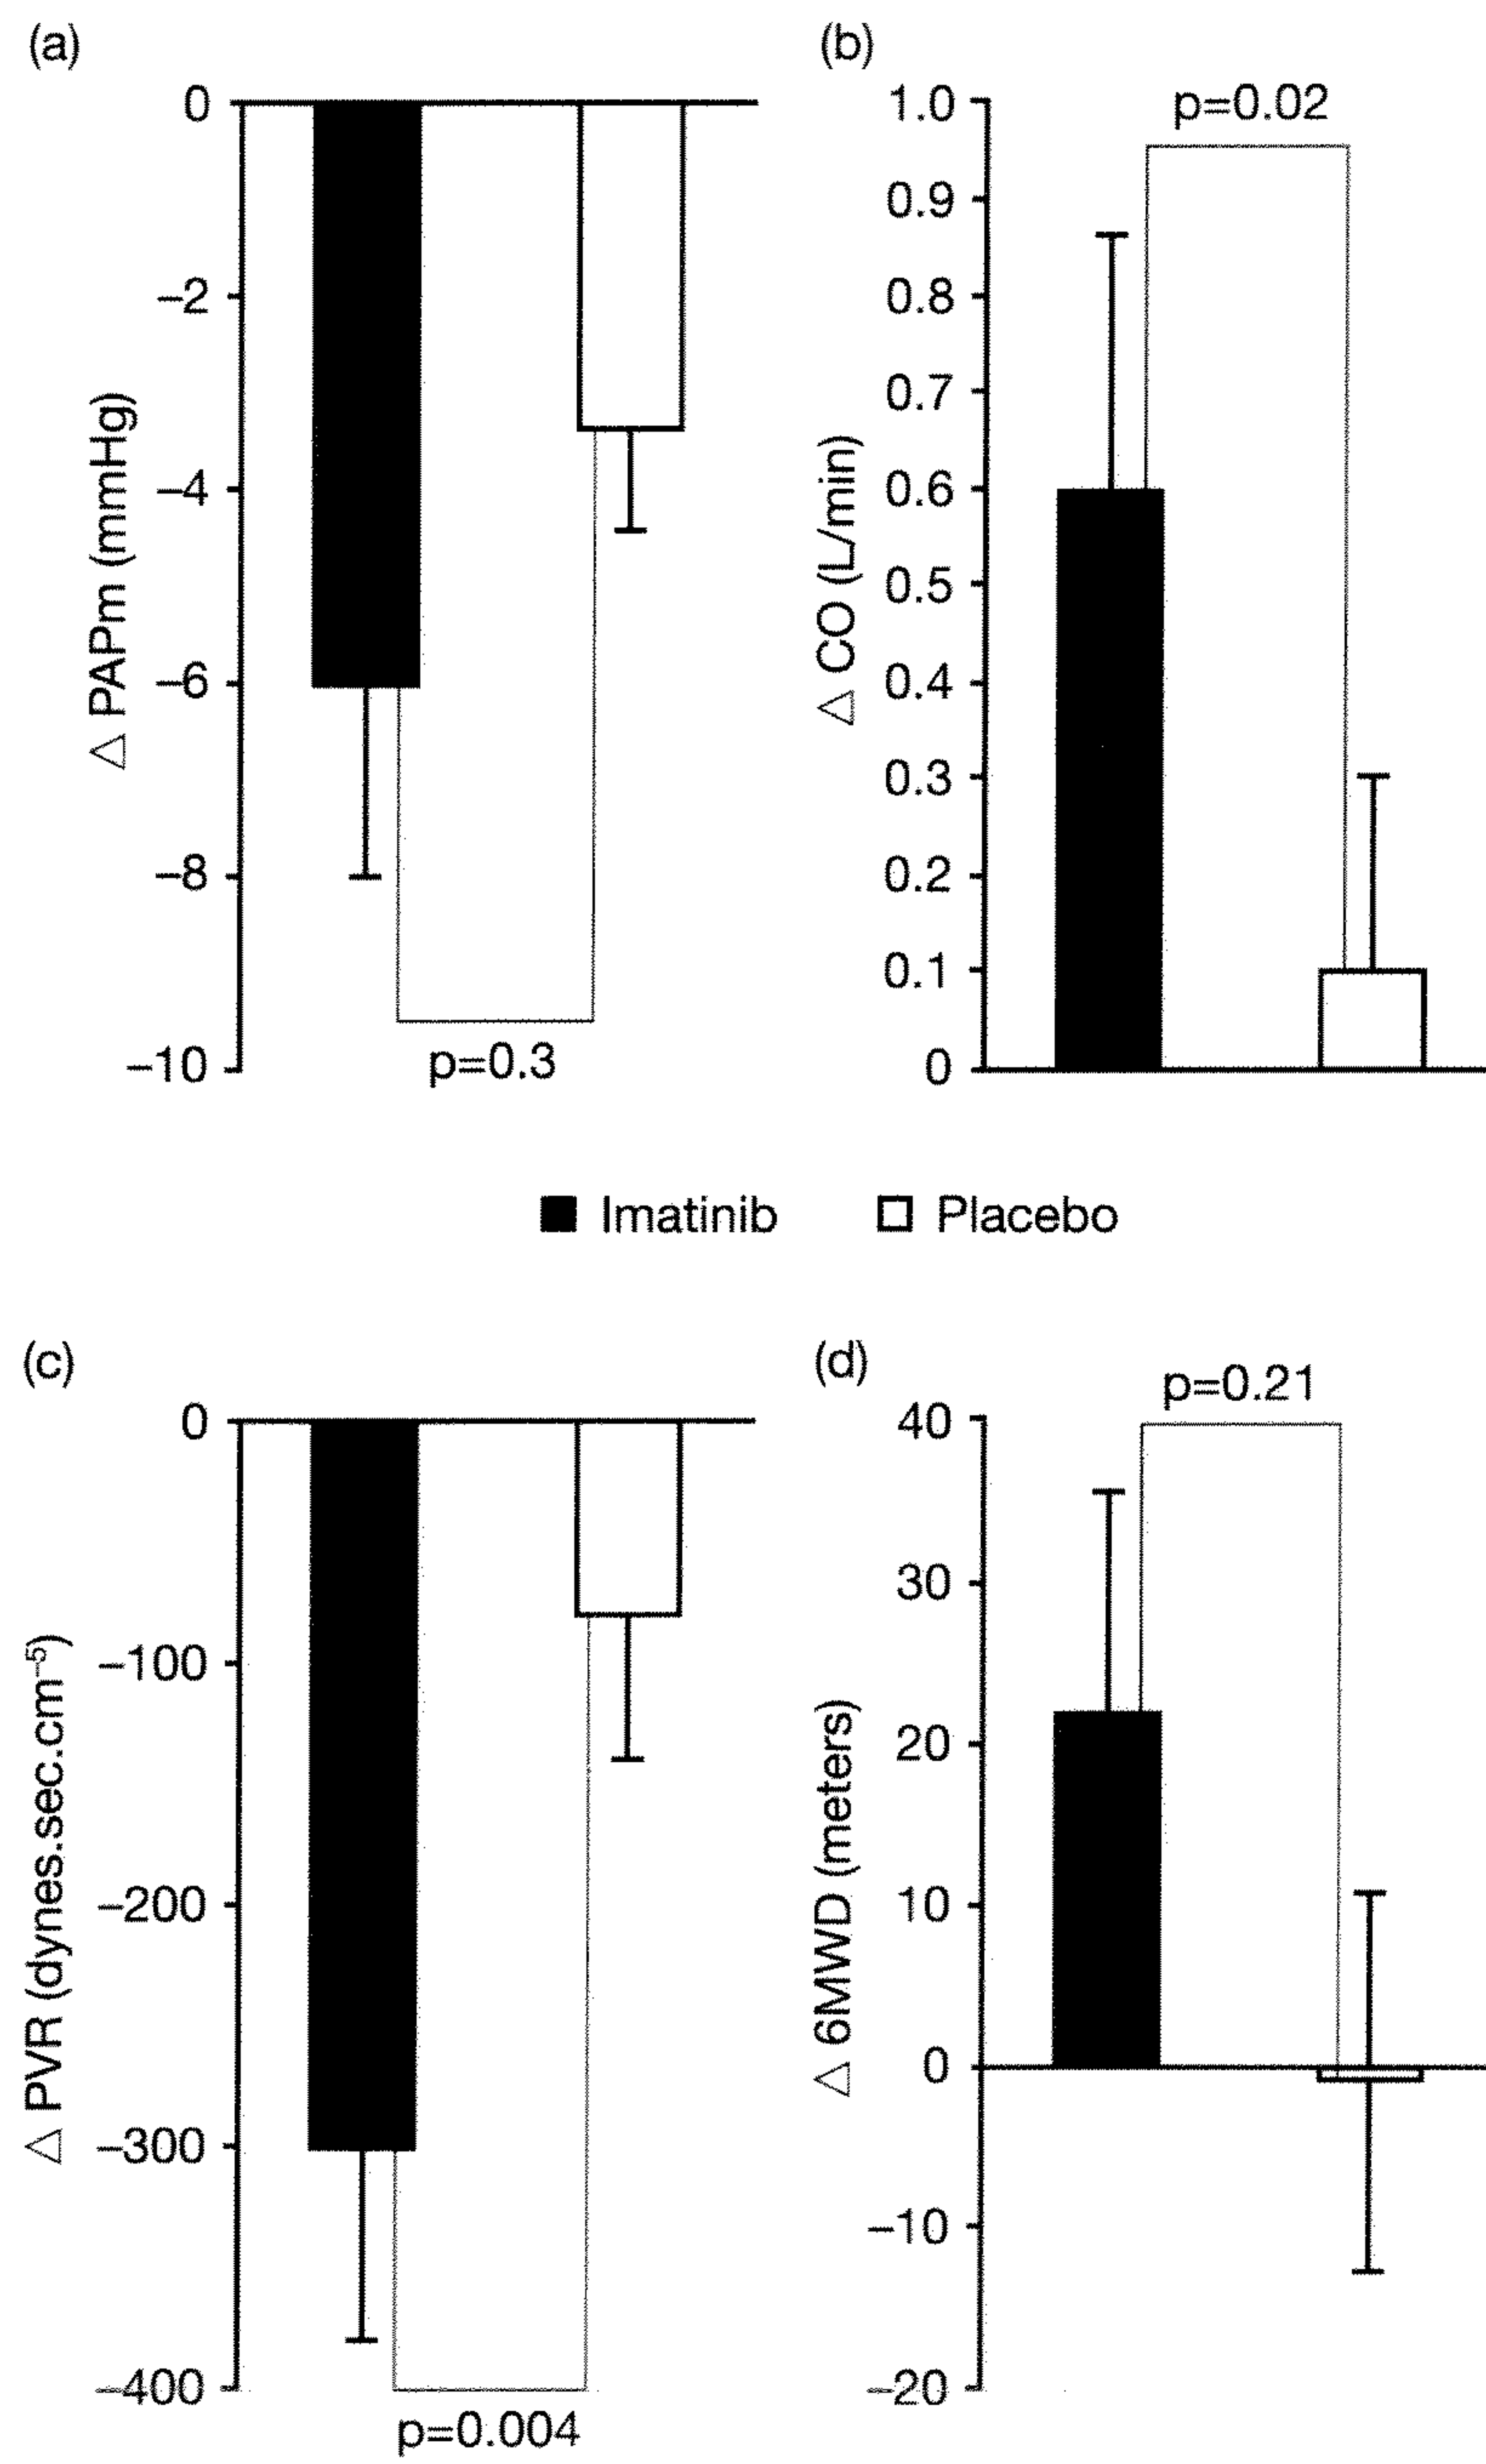 (a)
0
−2
−4
−6
−8
−10
△ PAPm (mmHg)
p=0.3
(b)
p=0.02
1.0
0.9
0.8
0.7
0.6
0.5
0.4
0.3
0.2
0.1
0
△ CO (L/min)
Imatinib
Placebo
(c)
0
−100
−200
−300
−400
△ PVR (dynes.sec.cm⁻⁵)
p=0.004
(d)
p=0.21
40
30
20
10
0
−10
−20
△ 6MWD (meters)